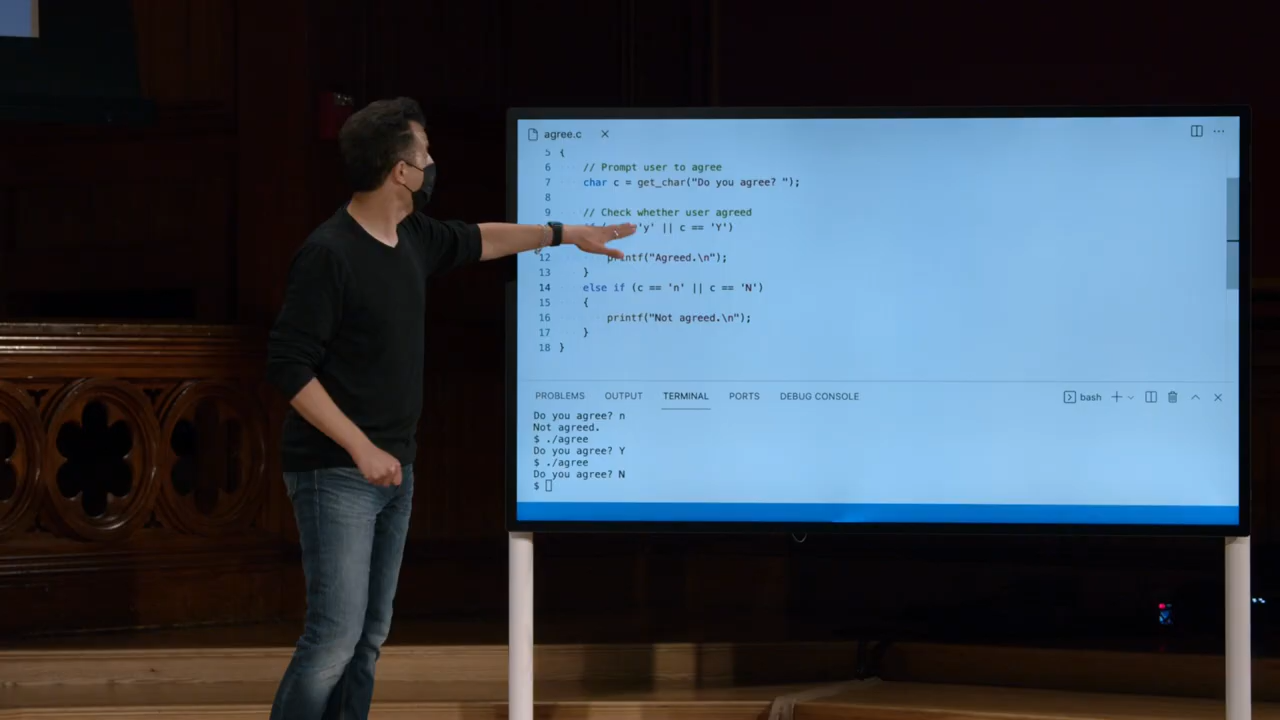 agree.c
5 {
6 // Prompt user to agree
7 char c = get_char("Do you agree? ");
8
9 // Check whether user agreed
'y' || c == 'Y')
12 printf("Agreed.\n");
13 }
14 else if (c == 'n' || c == 'N')
15 {
16 printf("Not agreed.\n");
17 }
18 }
PROBLEMS OUTPUT TERMINAL PORTS DEBUG CONSOLE bash
Do you agree? n
Not agreed.
$ ./agree
Do you agree? Y
$ ./agree
Do you agree? N
$